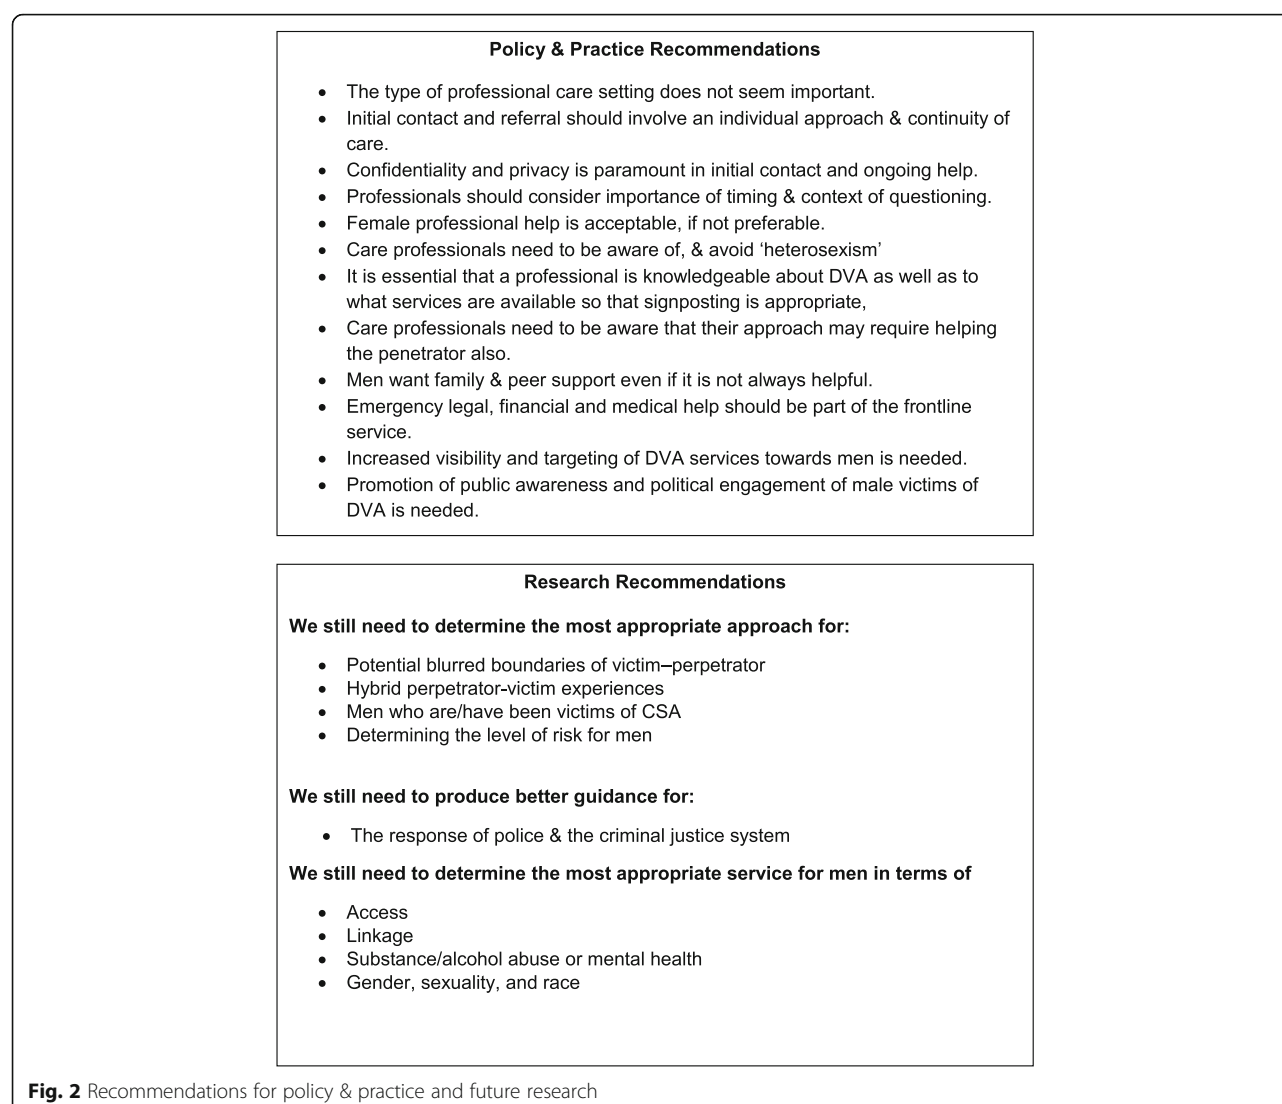 Policy & Practice Recommendations
• The type of professional care setting does not seem important.
• Initial contact and referral should involve an individual approach & continuity of
care.
• Confidentiality and privacy is paramount in initial contact and ongoing help.
• Professionals should consider importance of timing & context of questioning.
• Female professional help is acceptable, if not preferable.
• Care professionals need to be aware of, & avoid ‘heterosexism’
• It is essential that a professional is knowledgeable about DVA as well as to
what services are available so that signposting is appropriate,
• Care professionals need to be aware that their approach may require helping
the penetrator also.
• Men want family & peer support even if it is not always helpful.
• Emergency legal, financial and medical help should be part of the frontline
service.
• Increased visibility and targeting of DVA services towards men is needed.
• Promotion of public awareness and political engagement of male victims of
DVA is needed.
Research Recommendations
We still need to determine the most appropriate approach for:
• Potential blurred boundaries of victim–perpetrator
• Hybrid perpetrator-victim experiences
• Men who are/have been victims of CSA
• Determining the level of risk for men
We still need to produce better guidance for:
• The response of police & the criminal justice system
We still need to determine the most appropriate service for men in terms of
• Access
• Linkage
• Substance/alcohol abuse or mental health
• Gender, sexuality, and race
Fig. 2 Recommendations for policy & practice and future research